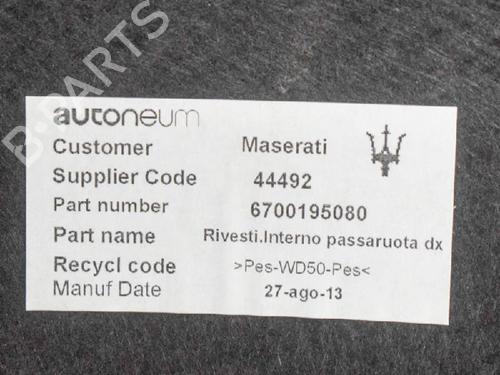 autoneum
Customer Maserati
Supplier Code 44492
Part number 6700195080
Part name Rivesti.Interno passaruota dx
Recycl code >Pes-WD50-Pes<
Manuf Date 27-ago-13
B-PARTS